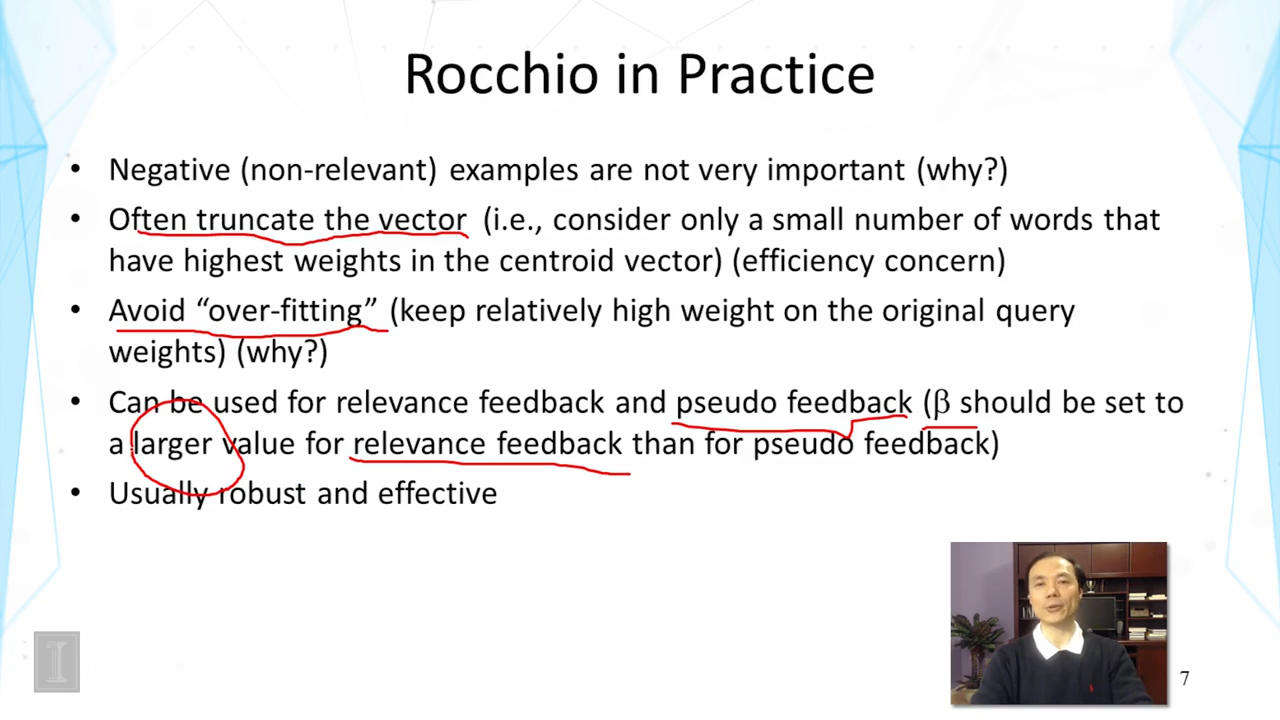 Rocchio in Practice
• Negative (non-relevant) examples are not very important (why?)
• Often truncate the vector (i.e., consider only a small number of words that
have highest weights in the centroid vector) (efficiency concern)
• Avoid “over-fitting” (keep relatively high weight on the original query
weights) (why?)
• Can be used for relevance feedback and pseudo feedback (β should be set to
a larger value for relevance feedback than for pseudo feedback)
• Usually robust and effective
I
7